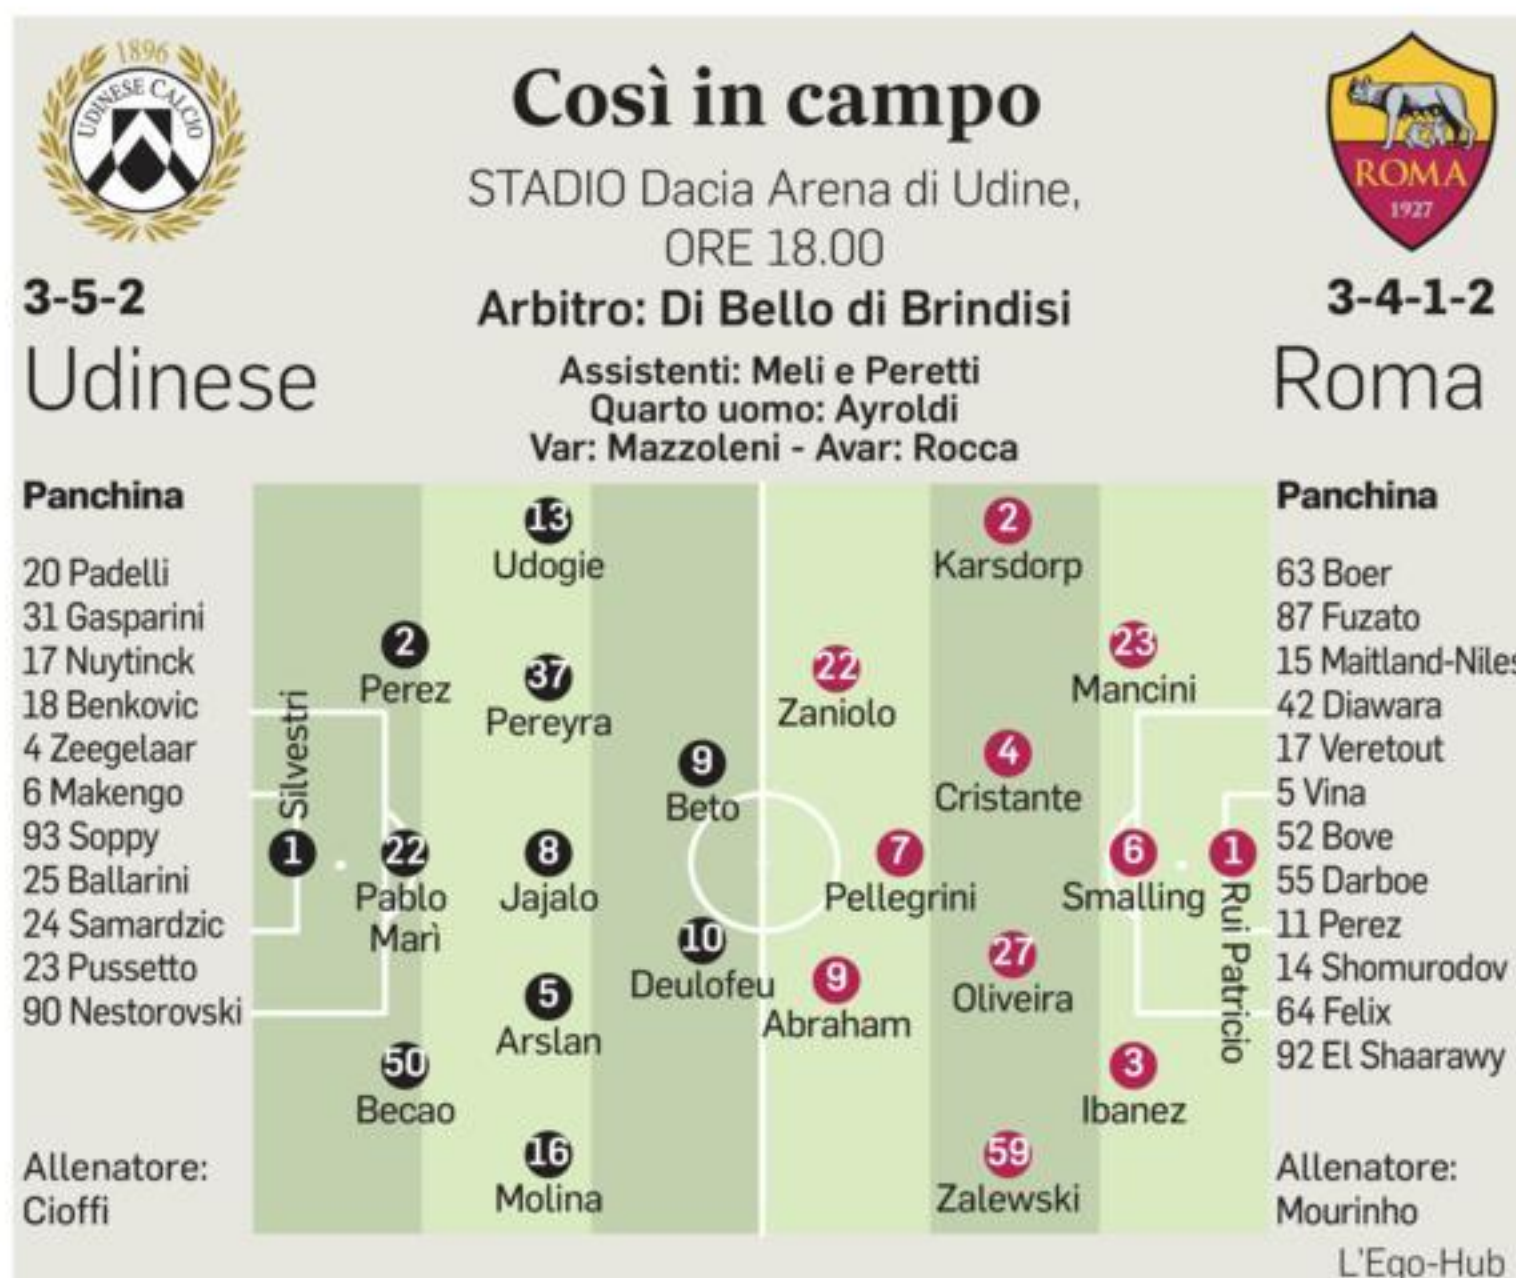 1896
UDINESE CALCIO
Così in campo
STADIO Dacia Arena di Udine,
ORE 18.00
Arbitro: Di Bello di Brindisi
Assistenti: Meli e Peretti
Quarto uomo: Ayroldi
Var: Mazzoleni - Avar: Rocca
ROMA
1927
3-5-2
Udinese
3-4-1-2
Roma
Panchina
20 Padelli
31 Gasparini
17 Nuytinck
18 Benkovic
4 Zeegelaar
6 Makengo
93 Soppy
25 Ballarini
24 Samardzic
23 Pussetto
90 Nestorovski
Allenatore:
Cioffi
1
Silvestri
2
Perez
22
Pablo
Marì
50
Becao
13
Udogie
37
Pereyra
8
Jajalo
5
Arslan
16
Molina
9
Beto
10
Deulofeu
22
Zaniolo
9
Abraham
7
Pellegrini
2
Karsdorp
4
Cristante
27
Oliveira
59
Zalewski
23
Mancini
6
Smalling
3
Ibanez
1
Rui Patricio
Panchina
63 Boer
87 Fuzato
15 Maitland-Niles
42 Diawara
17 Veretout
5 Vina
52 Bove
55 Darboe
11 Perez
14 Shomurodov
64 Felix
92 El Shaarawy
Allenatore:
Mourinho
L'Ego-Hub